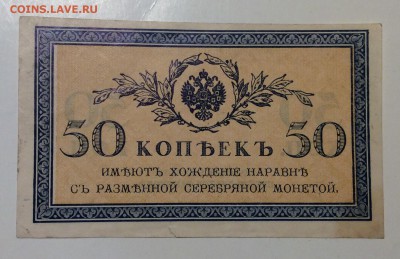 COINS.LAVE.RU
50 КОПѢЕКЪ 50
ИМѢЮТЪ ХОЖДЕНІЕ НАРАВНѢ
СЪ РАЗМѢННОЙ СЕРЕБРЯНОЙ МОНЕТОЙ.